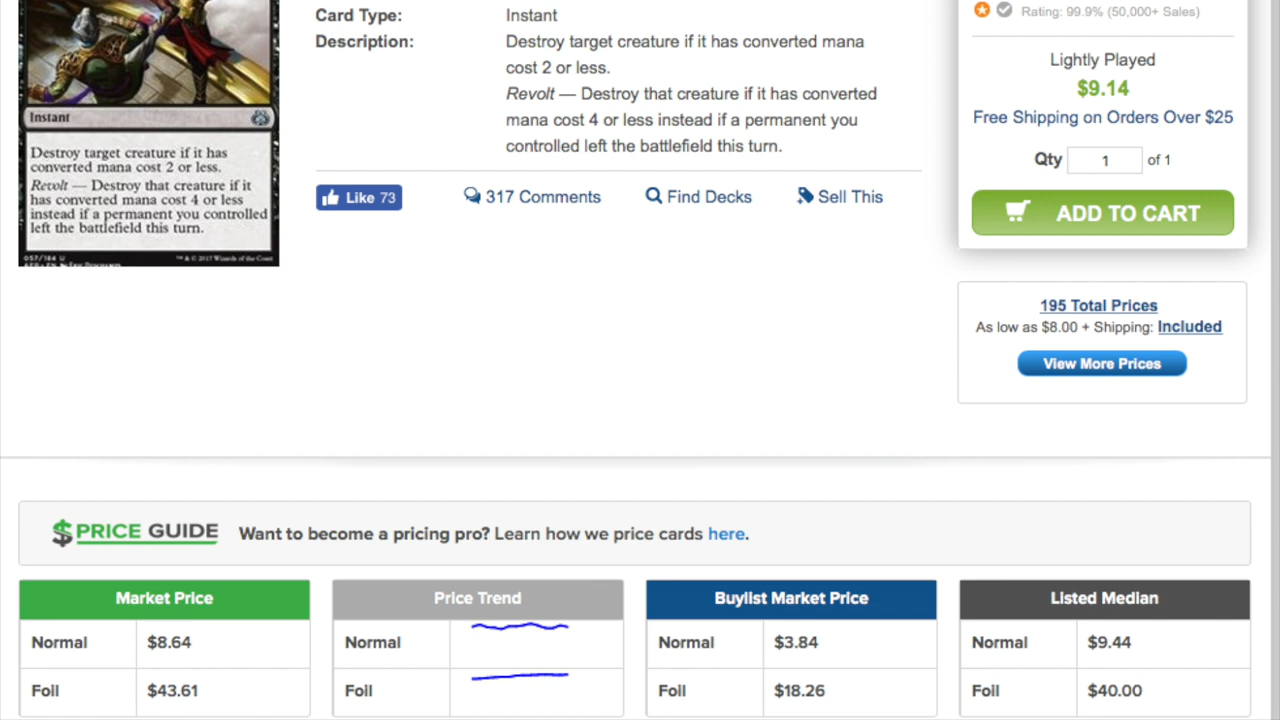 Card Type: Instant
Description: Destroy target creature if it has converted mana
cost 2 or less.
Revolt — Destroy that creature if it has converted
mana cost 4 or less instead if a permanent you
controlled left the battlefield this turn.
Like 73
317 Comments
Find Decks
Sell This
Instant
Destroy target creature if it has
converted mana cost 2 or less.
Revolt — Destroy that creature if it
has converted mana cost 4 or less
instead if a permanent you controlled
left the battlefield this turn.
057/184 U
™ & © 2017 Wizards of the Coast
Rating: 99.9% (50,000+ Sales)
Lightly Played
$9.14
Free Shipping on Orders Over $25
Qty 1 of 1
ADD TO CART
195 Total Prices
As low as $8.00 + Shipping: Included
View More Prices
$ PRICE GUIDE Want to become a pricing pro? Learn how we price cards here.
Market Price
Normal $8.64
Foil $43.61
Price Trend
Normal
Foil
Buylist Market Price
Normal $3.84
Foil $18.26
Listed Median
Normal $9.44
Foil $40.00